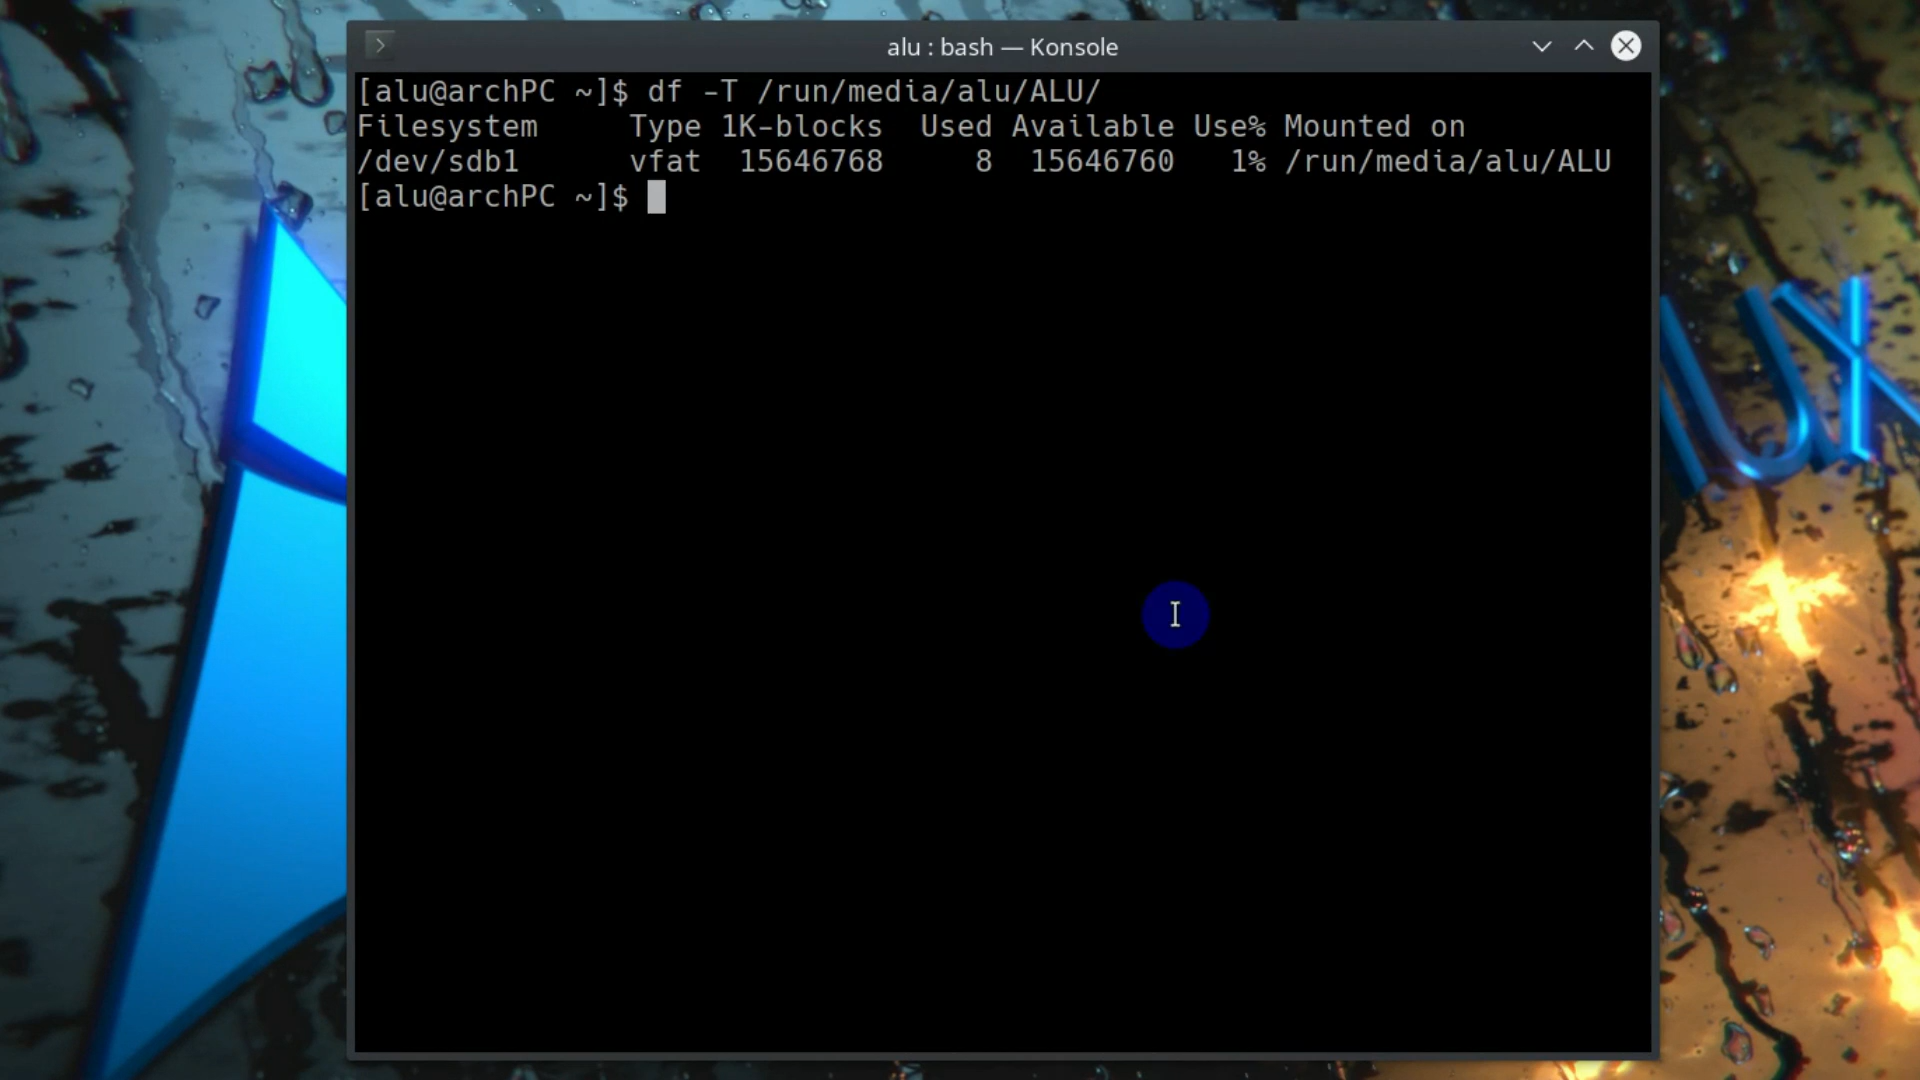 alu : bash — Konsole
[alu@archPC ~]$ df -T /run/media/alu/ALU/
Filesystem     Type 1K-blocks  Used Available Use% Mounted on
/dev/sdb1      vfat  15646768     8  15646760   1% /run/media/alu/ALU
[alu@archPC ~]$
UX